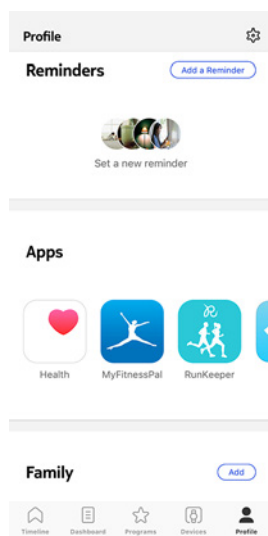 Profile
Reminders
Add a Reminder
Set a new reminder
Apps
Health
MyFitnessPal
RunKeeper
Family
Add
Timeline
Dashboard
Programs
Devices
Profile